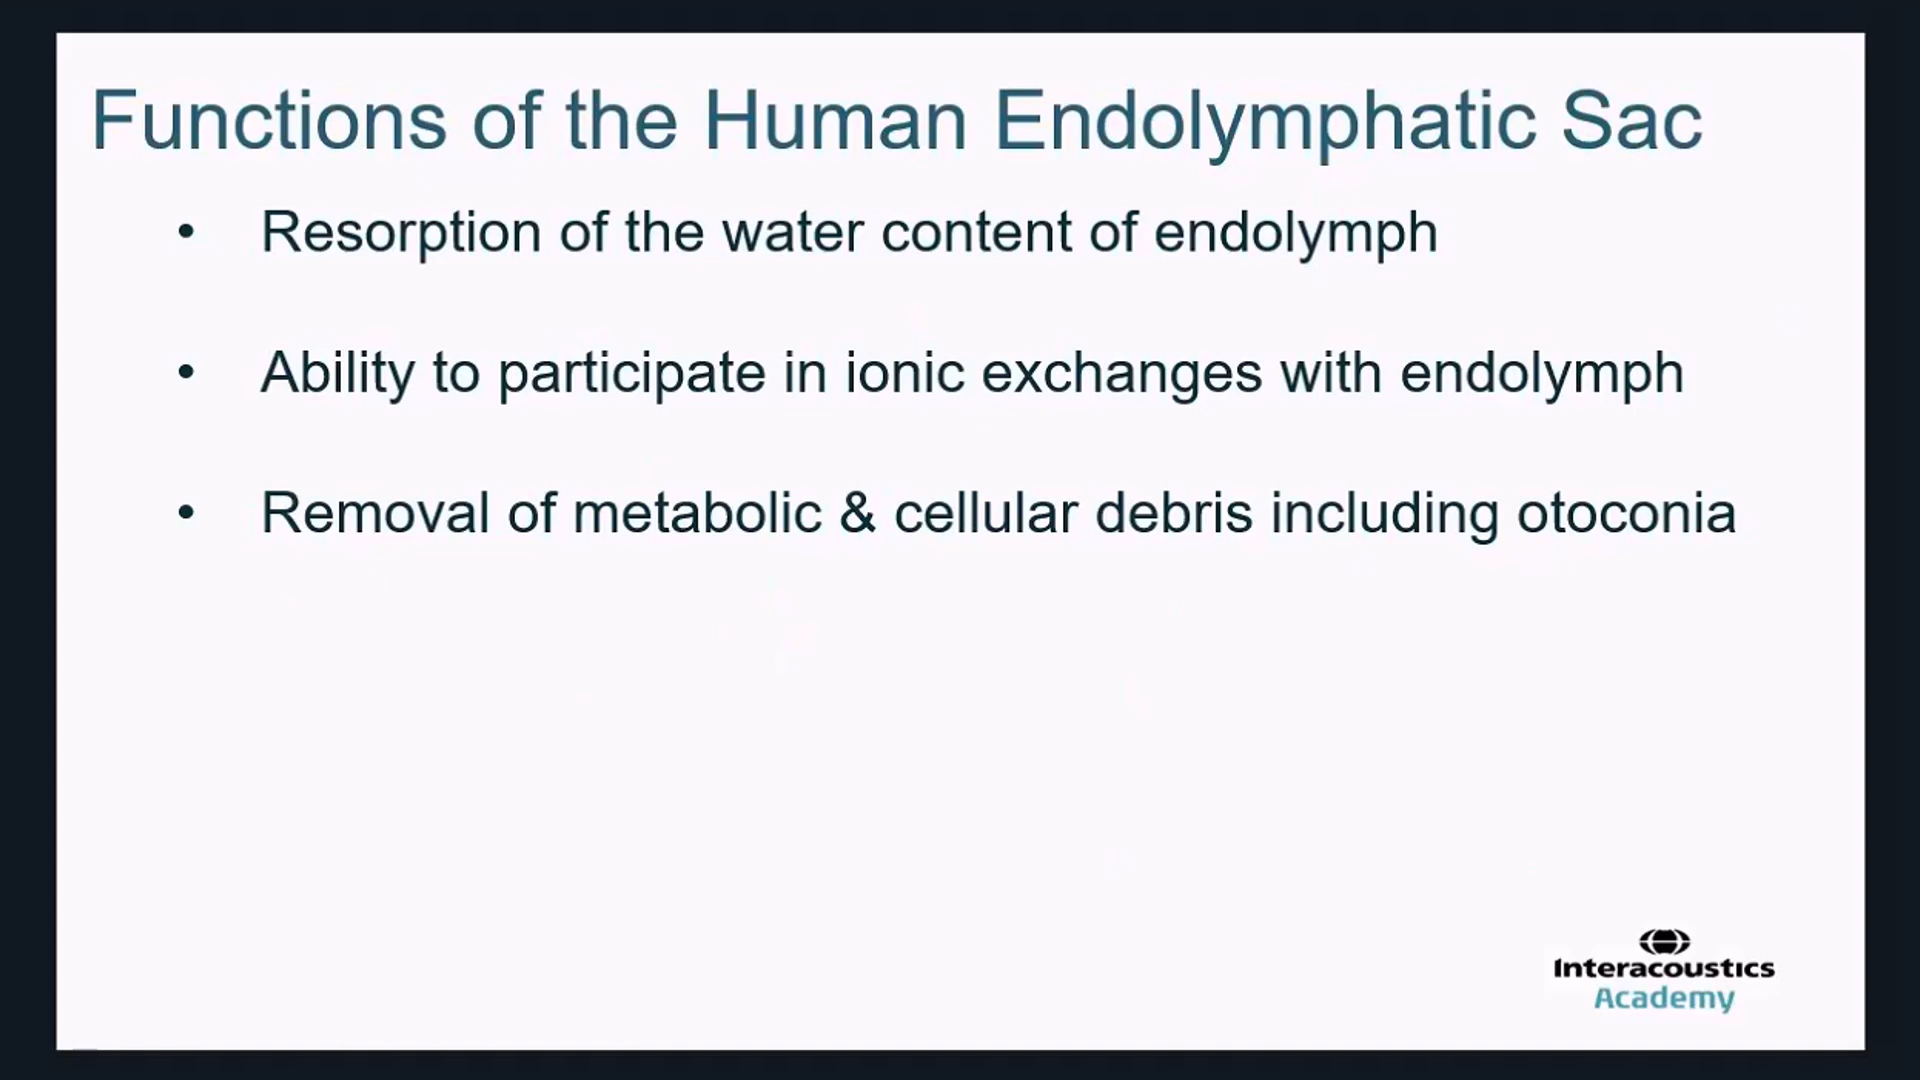 Functions of the Human Endolymphatic Sac
• Resorption of the water content of endolymph
• Ability to participate in ionic exchanges with endolymph
• Removal of metabolic & cellular debris including otoconia
Interacoustics
Academy